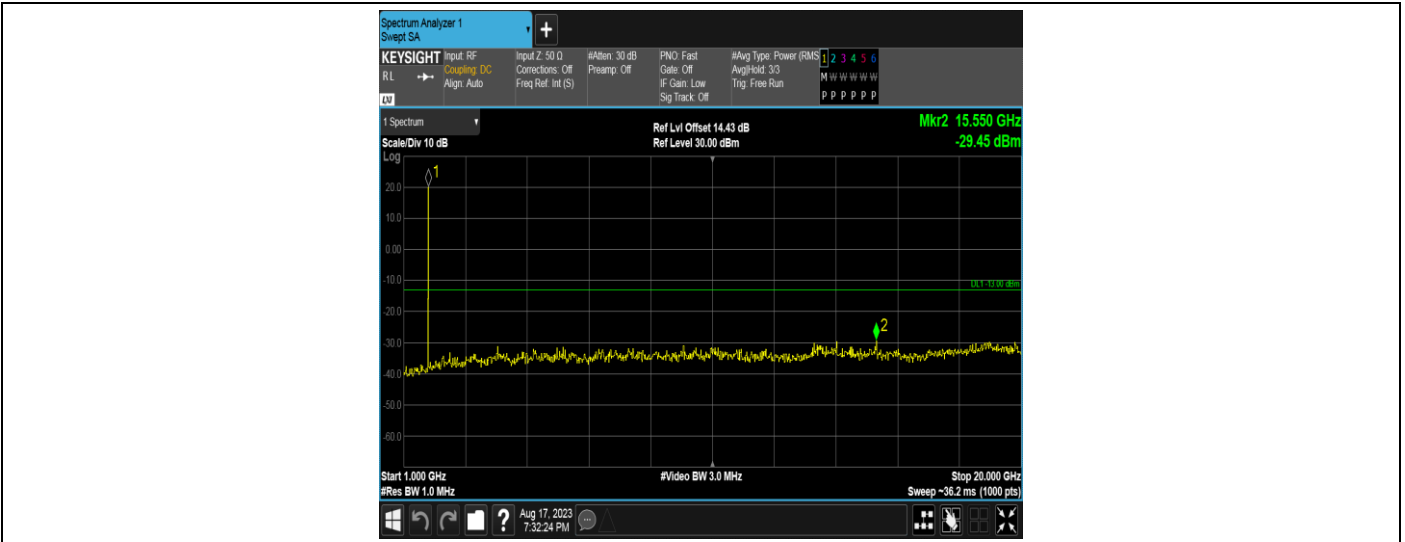 Spectrum Analyzer 1
Swept SA
+
KEYSIGHT
RL
LXI
Input: RF
Coupling: DC
Align: Auto
Input Z: 50 Ω
Corrections: Off
Freq Ref: Int (S)
#Atten: 30 dB
Preamp: Off
PNO: Fast
Gate: Off
IF Gain: Low
Sig Track: Off
#Avg Type: Power (RMS
Avg|Hold: 3/3
Trig: Free Run
1 2 3 4 5 6
M W W W W W
P P P P P P
1 Spectrum
Scale/Div 10 dB
Log
Ref Lvl Offset 14.43 dB
Ref Level 30.00 dBm
Mkr2 15.550 GHz
-29.45 dBm
1
20.0
10.0
0.00
-10.0
DL1 -13.00 dBm
-20.0
2
-30.0
-40.0
-50.0
-60.0
Start 1.000 GHz
#Res BW 1.0 MHz
#Video BW 3.0 MHz
Stop 20.000 GHz
Sweep ~36.2 ms (1000 pts)
?
Aug 17, 2023
7:32:24 PM